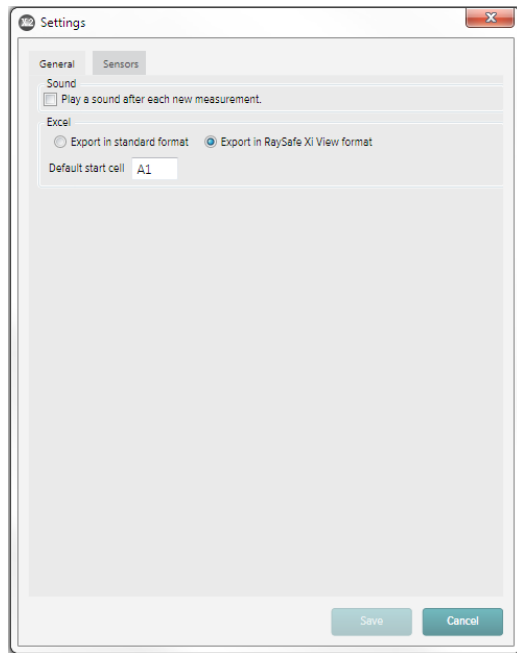 Xi2 Settings
General Sensors
Sound
Play a sound after each new measurement.
Excel
Export in standard format Export in RaySafe Xi View format
Default start cell A1
Save Cancel